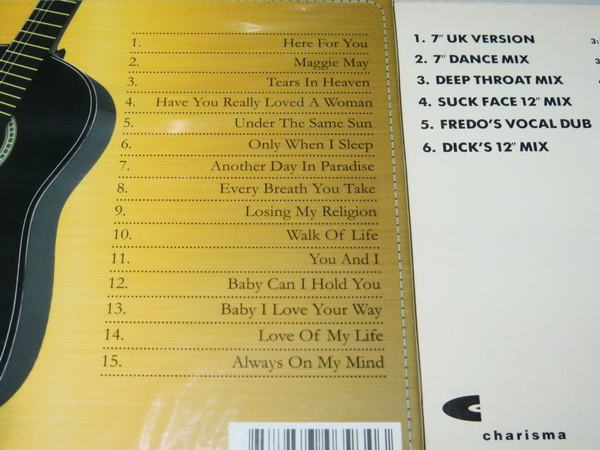 1. Here For You
2. Maggie May
3. Tears In Heaven
4. Have You Really Loved A Woman
5. Under The Same Sun
6. Only When I Sleep
7. Another Day In Paradise
8. Every Breath You Take
9. Losing My Religion
10. Walk Of Life
11. You And I
12. Baby Can I Hold You
13. Baby I Love Your Way
14. Love Of My Life
15. Always On My Mind
1. 7" UK VERSION 3:
2. 7" DANCE MIX 3
3. DEEP THROAT MIX
4. SUCK FACE 12" MIX
5. FREDO'S VOCAL DUB
6. DICK'S 12" MIX
charisma